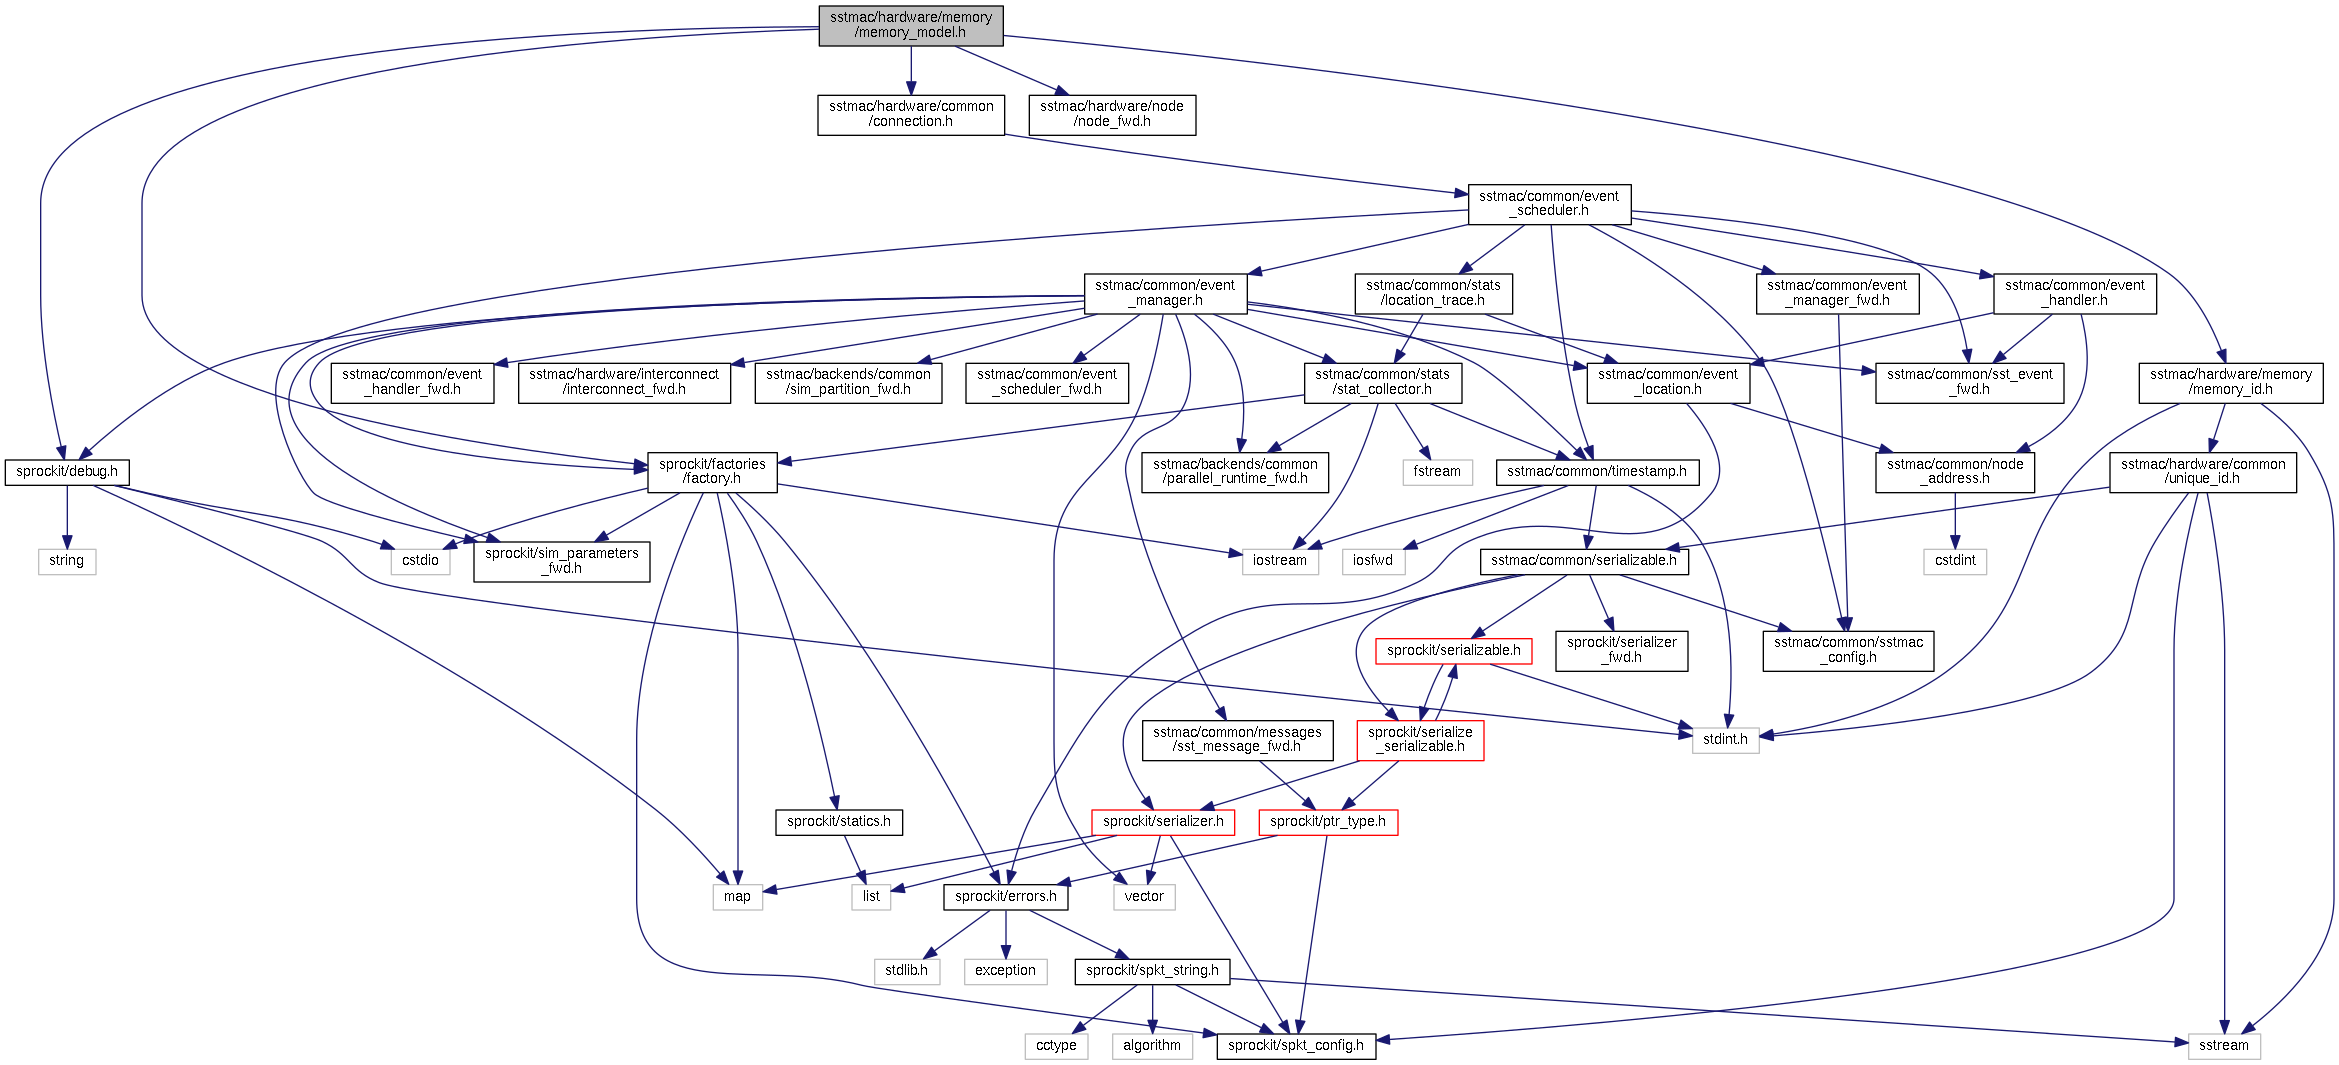 sstmac/hardware/memory
/memory_model.h
sstmac/hardware/common
/connection.h
sstmac/hardware/node
/node_fwd.h
sstmac/common/event
_scheduler.h
sstmac/common/event
_manager.h
sstmac/common/stats
/location_trace.h
sstmac/common/event
_manager_fwd.h
sstmac/common/event
_handler.h
sstmac/common/event
_handler_fwd.h
sstmac/hardware/interconnect
/interconnect_fwd.h
sstmac/backends/common
/sim_partition_fwd.h
sstmac/common/event
_scheduler_fwd.h
sstmac/common/stats
/stat_collector.h
sstmac/common/event
_location.h
sstmac/common/sst_event
_fwd.h
sstmac/hardware/memory
/memory_id.h
sprockit/debug.h
sprockit/factories
/factory.h
sstmac/backends/common
/parallel_runtime_fwd.h
fstream
sstmac/common/timestamp.h
sstmac/common/node
_address.h
sstmac/hardware/common
/unique_id.h
string
cstdio
sprockit/sim_parameters
_fwd.h
iostream
iosfwd
sstmac/common/serializable.h
cstdint
sprockit/serializable.h
sprockit/serializer
_fwd.h
sstmac/common/sstmac
_config.h
sstmac/common/messages
/sst_message_fwd.h
sprockit/serialize
_serializable.h
stdint.h
sprockit/statics.h
sprockit/serializer.h
sprockit/ptr_type.h
map
list
sprockit/errors.h
vector
stdlib.h
exception
sprockit/spkt_string.h
cctype
algorithm
sprockit/spkt_config.h
sstream